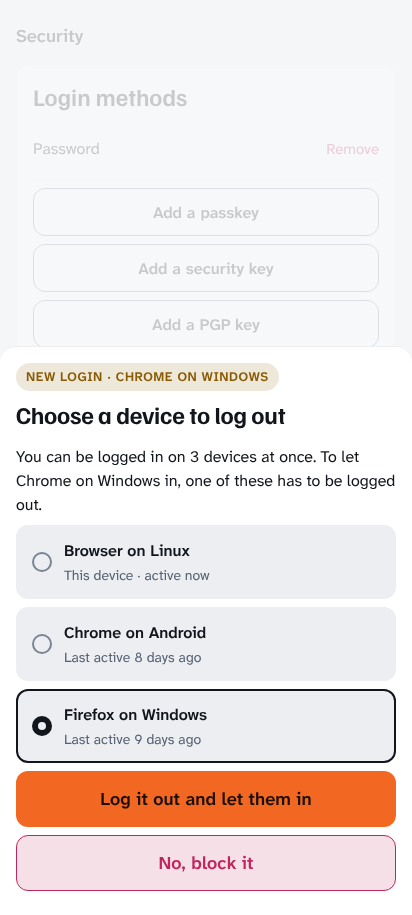 Security
Login methods
Password
Remove
Add a passkey
Add a security key
Add a PGP key
NEW LOGIN · CHROME ON WINDOWS
Choose a device to log out
You can be logged in on 3 devices at once. To let
Chrome on Windows in, one of these has to be logged
out.
Browser on Linux
This device · active now
Chrome on Android
Last active 8 days ago
Firefox on Windows
Last active 9 days ago
Log it out and let them in
No, block it